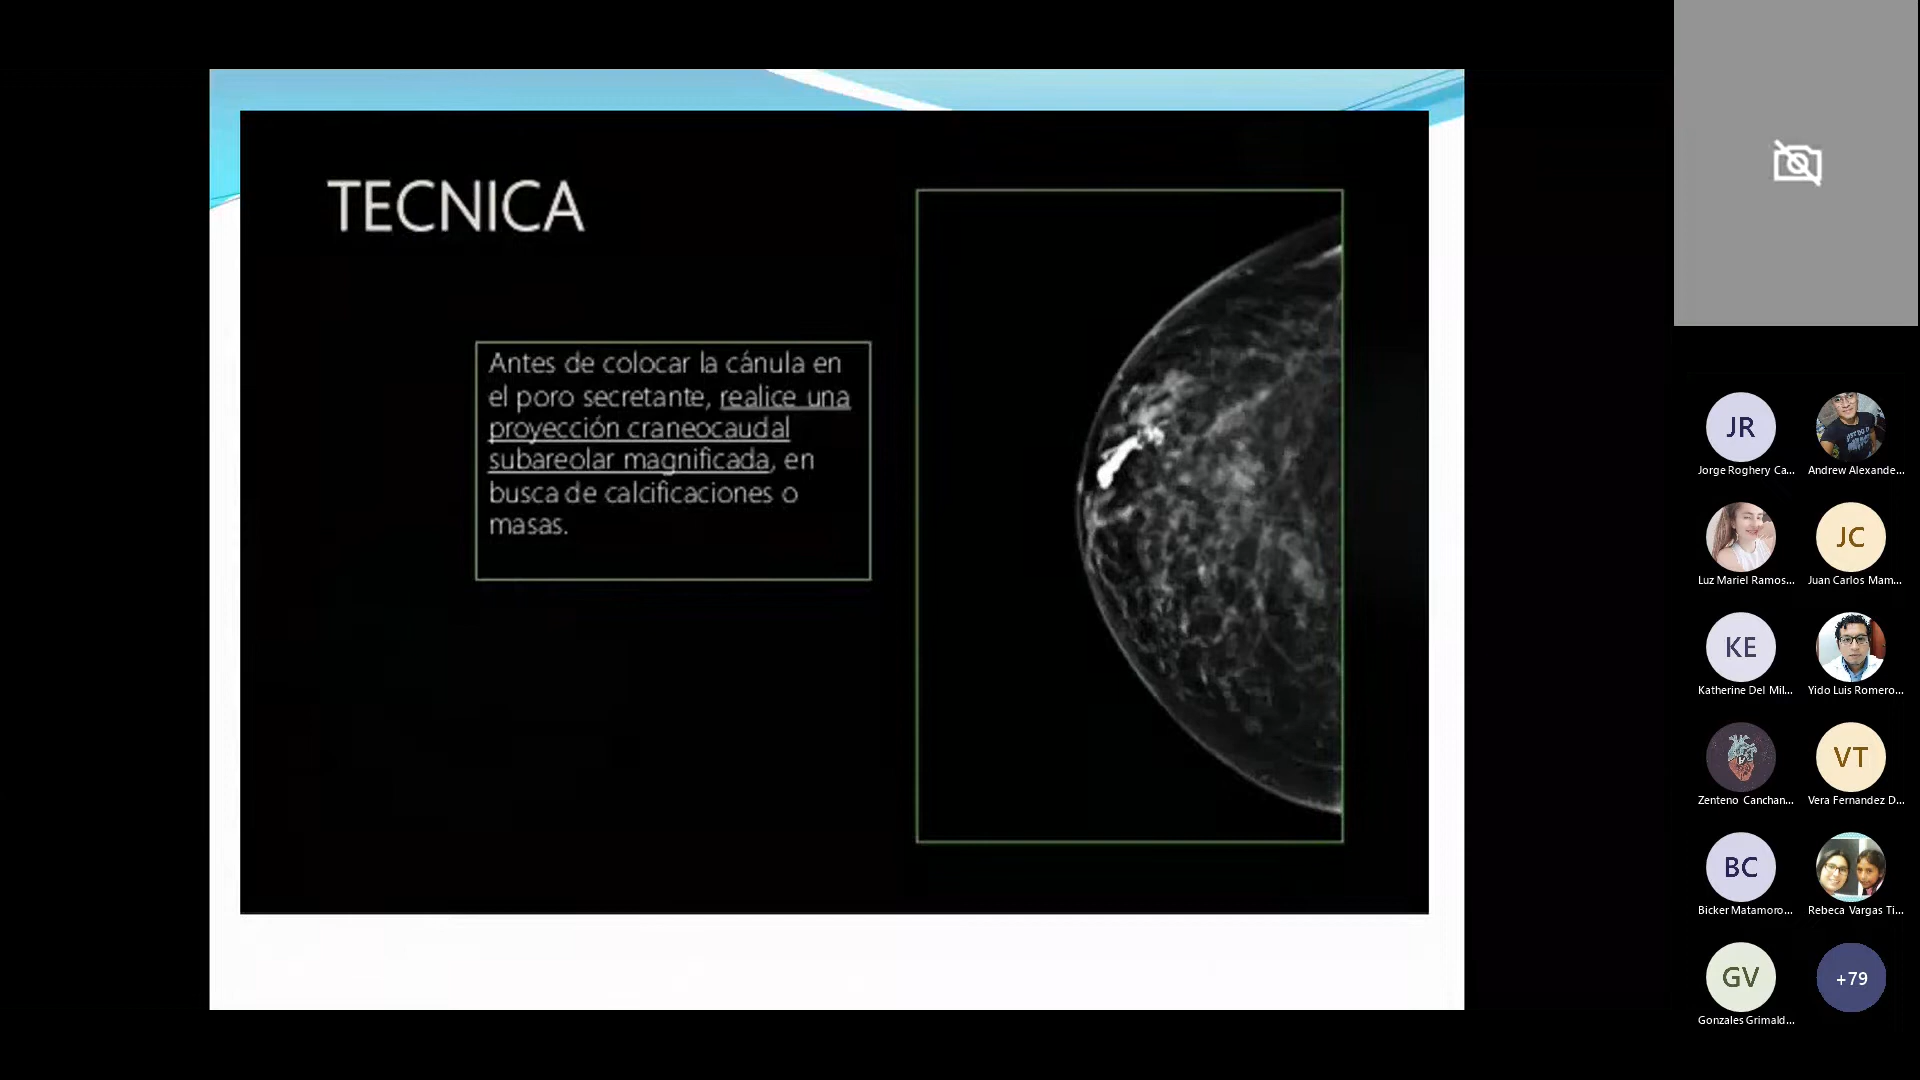 TECNICA
Antes de colocar la cánula en
el poro secretante, realice una
proyección craneocaudal
subareolar magnificada, en
busca de calcificaciones o
masas.
JR
Jorge Roghery Ca...
Andrew Alexande...
Luz Mariel Ramos...
JC
Juan Carlos Mam...
KE
Katherine Del Mil...
Yido Luis Romero...
Zenteno Canchan...
VT
Vera Fernandez D...
BC
Bicker Matamoro...
Rebeca Vargas Ti...
GV
Gonzales Grimald...
+79